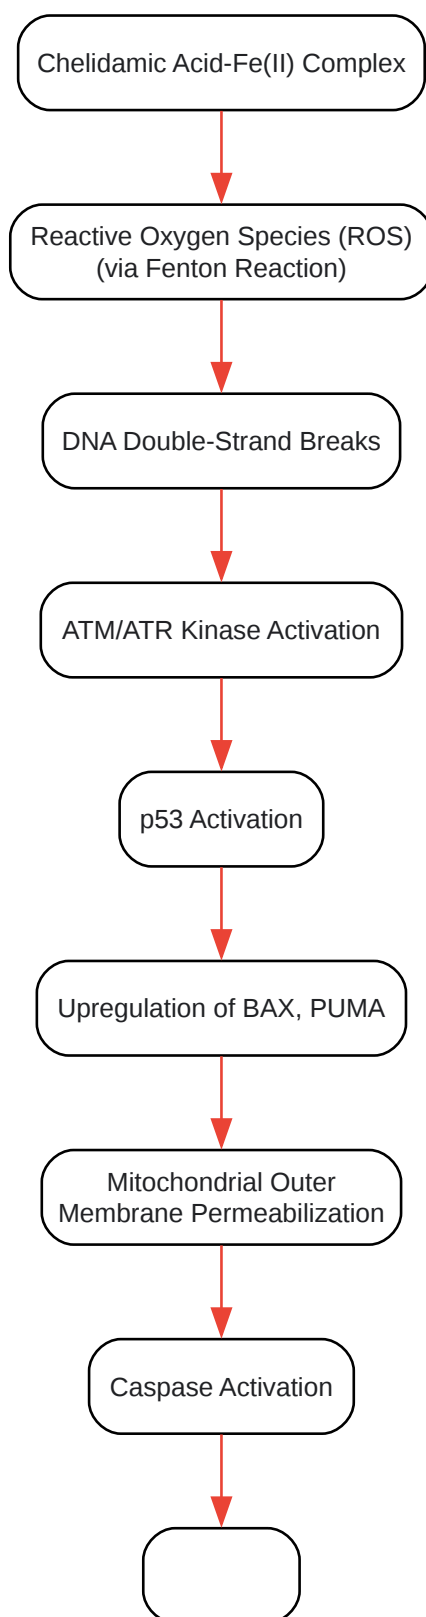 Chelidamic Acid-Fe(II) Complex
Reactive Oxygen Species (ROS)
(via Fenton Reaction)
DNA Double-Strand Breaks
ATM/ATR Kinase Activation
p53 Activation
Upregulation of BAX, PUMA
Mitochondrial Outer
Membrane Permeabilization
Caspase Activation